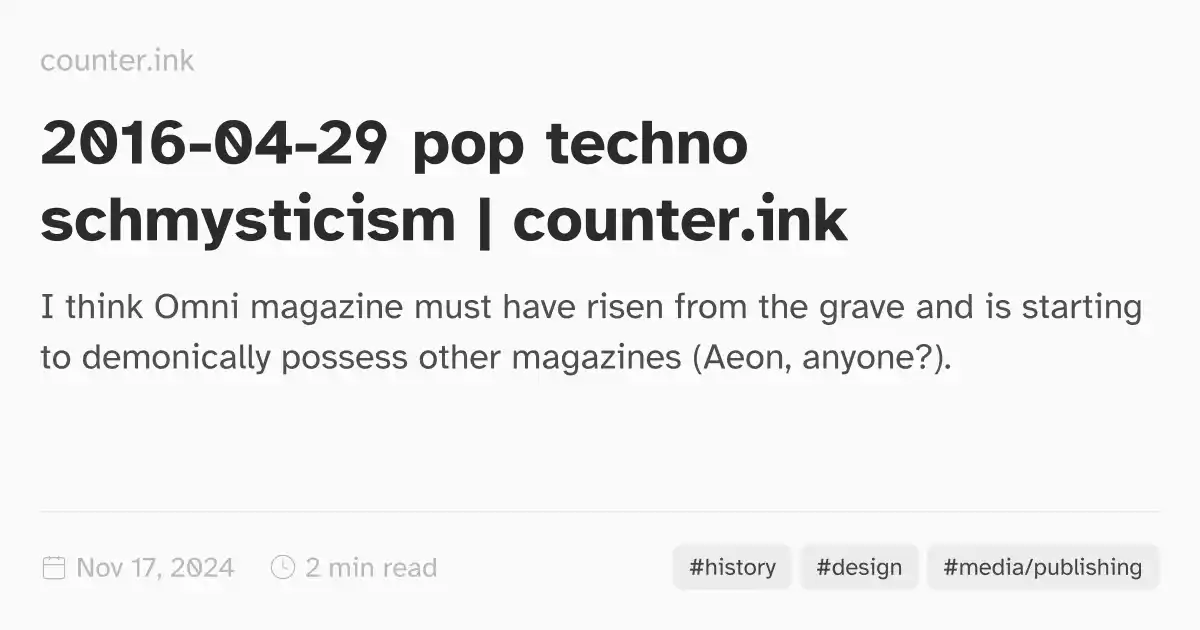 counter.ink
2016-04-29 pop techno
schmysticism | counter.ink
I think Omni magazine must have risen from the grave and is starting
to demonically possess other magazines (Aeon, anyone?).
Nov 17, 2024 2 min read #history #design #media/publishing